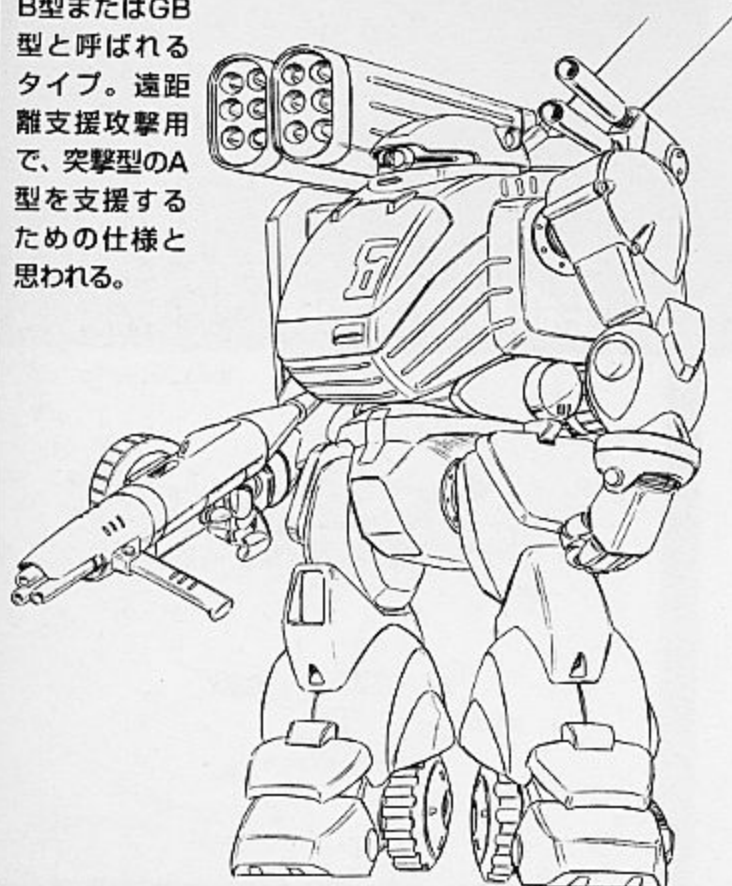 B型またはGB
型と呼ばれる
タイプ。遠距
離支援攻撃用
で、突撃型のA
型を支援する
ための仕様と
思われる。